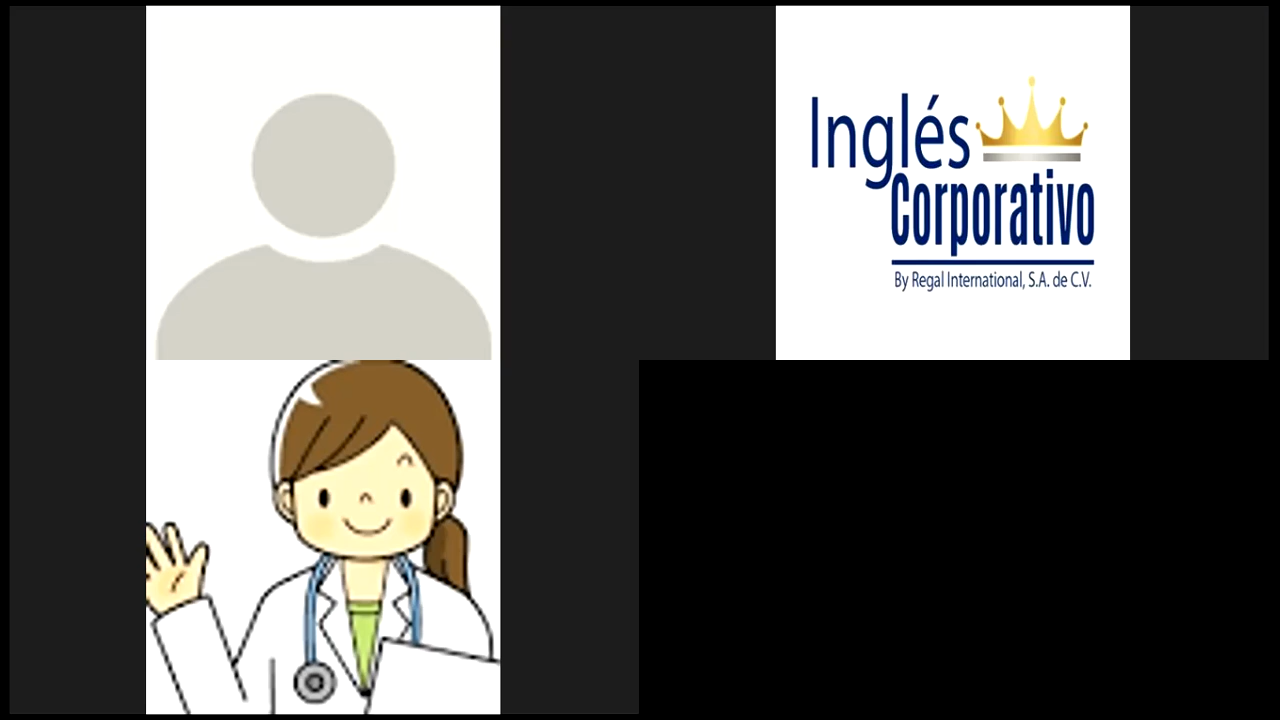 Inglés
Corporativo
By Regal International, S.A. de C.V.